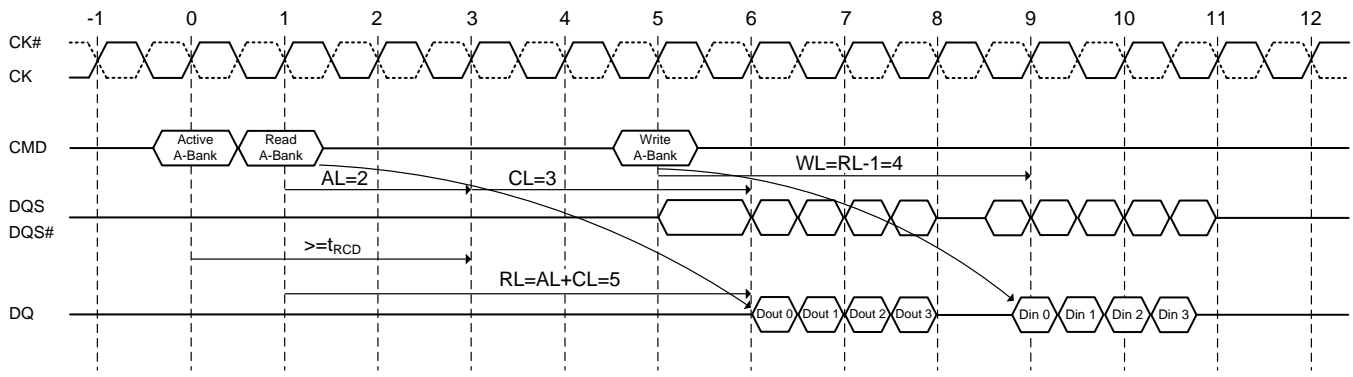 -1 0 1 2 3 4 5 6 7 8 9 10 11 12
CK#
CK
CMD
Active
A-Bank
Read
A-Bank
Write
A-Bank
WL=RL-1=4
AL=2
CL=3
DQS
DQS#
>=tRCD
RL=AL+CL=5
DQ
Dout 0 Dout 1 Dout 2 Dout 3 Din 0 Din 1 Din 2 Din 3